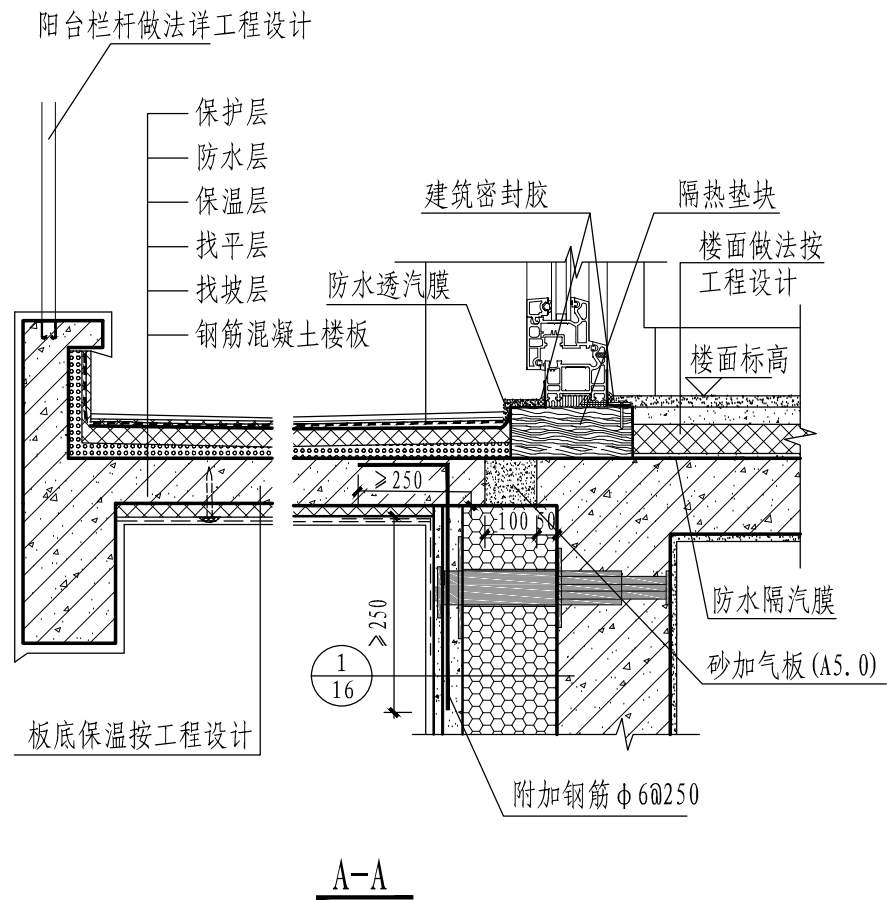 阳台栏杆做法详工程设计
保护层
防水层
保温层
找平层
找坡层
钢筋混凝土楼板
建筑密封胶
隔热垫块
楼面做法按
工程设计
防水透汽膜
楼面标高
≥250
100
50
≥250
防水隔汽膜
1
16
砂加气板(A5.0)
板底保温按工程设计
附加钢筋ф6@250
A-A